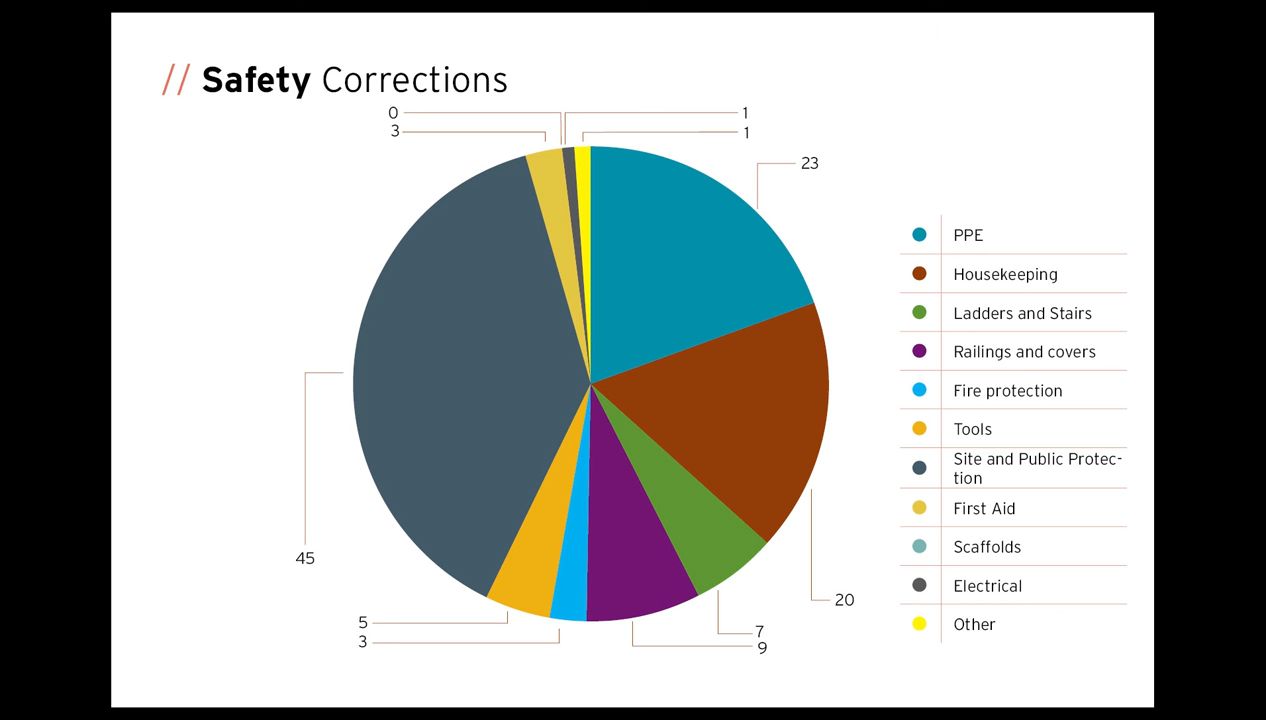 // Safety Corrections
0
1
3
1
23
PPE
Housekeeping
Ladders and Stairs
Railings and covers
Fire protection
Tools
Site and Public Protec-
tion
First Aid
Scaffolds
Electrical
Other
45
20
5
7
3
9